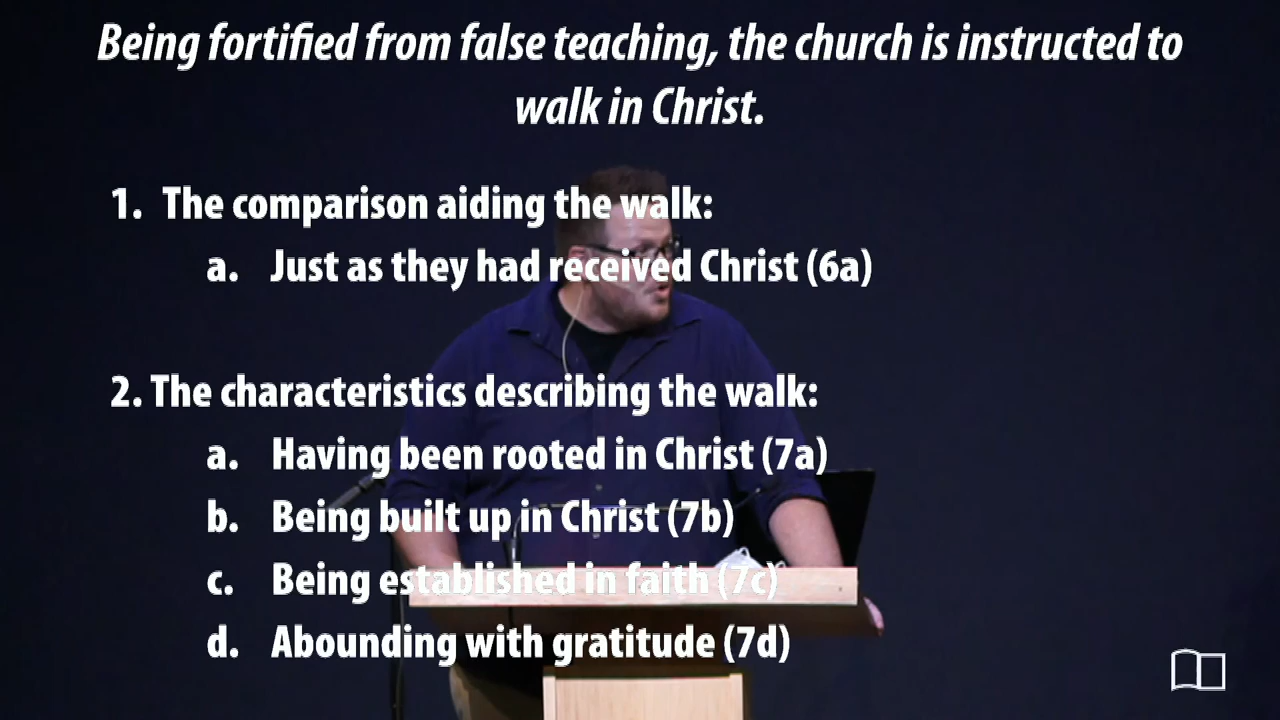 Being fortified from false teaching, the church is instructed to
walk in Christ.
1. The comparison aiding the walk:
a. Just as they had received Christ (6a)
2. The characteristics describing the walk:
a. Having been rooted in Christ (7a)
b. Being built up in Christ (7b)
c. Being established in faith (7c)
d. Abounding with gratitude (7d)